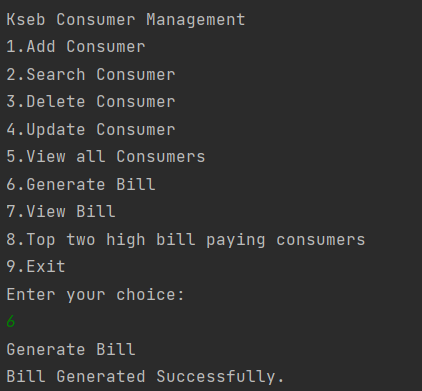 Kseb Consumer Management
1.Add Consumer
2.Search Consumer
3.Delete Consumer
4.Update Consumer
5.View all Consumers
6.Generate Bill
7.View Bill
8.Top two high bill paying consumers
9.Exit
Enter your choice:
6
Generate Bill
Bill Generated Successfully.